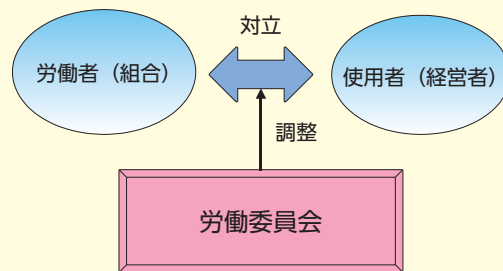 対立
労働者（組合）
使用者（経営者）
調整
労働委員会